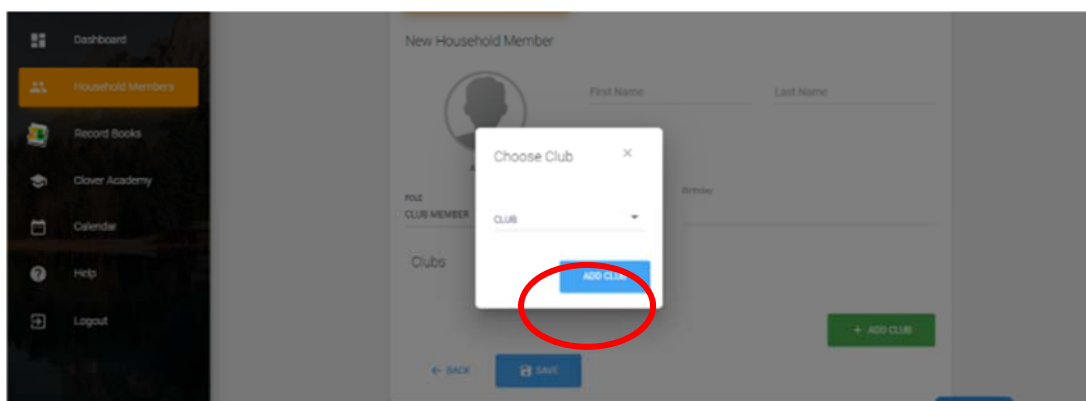 Dashboard
Household Members
Record Books
Clover Academy
Calendar
Help
Logout
New Household Member
First Name
Last Name
Choose Club
×
ROLE
CLUB MEMBER
Birthday
CLUB
Clubs
ADD CLUB
+ ADD CLUB
← BACK
SAVE